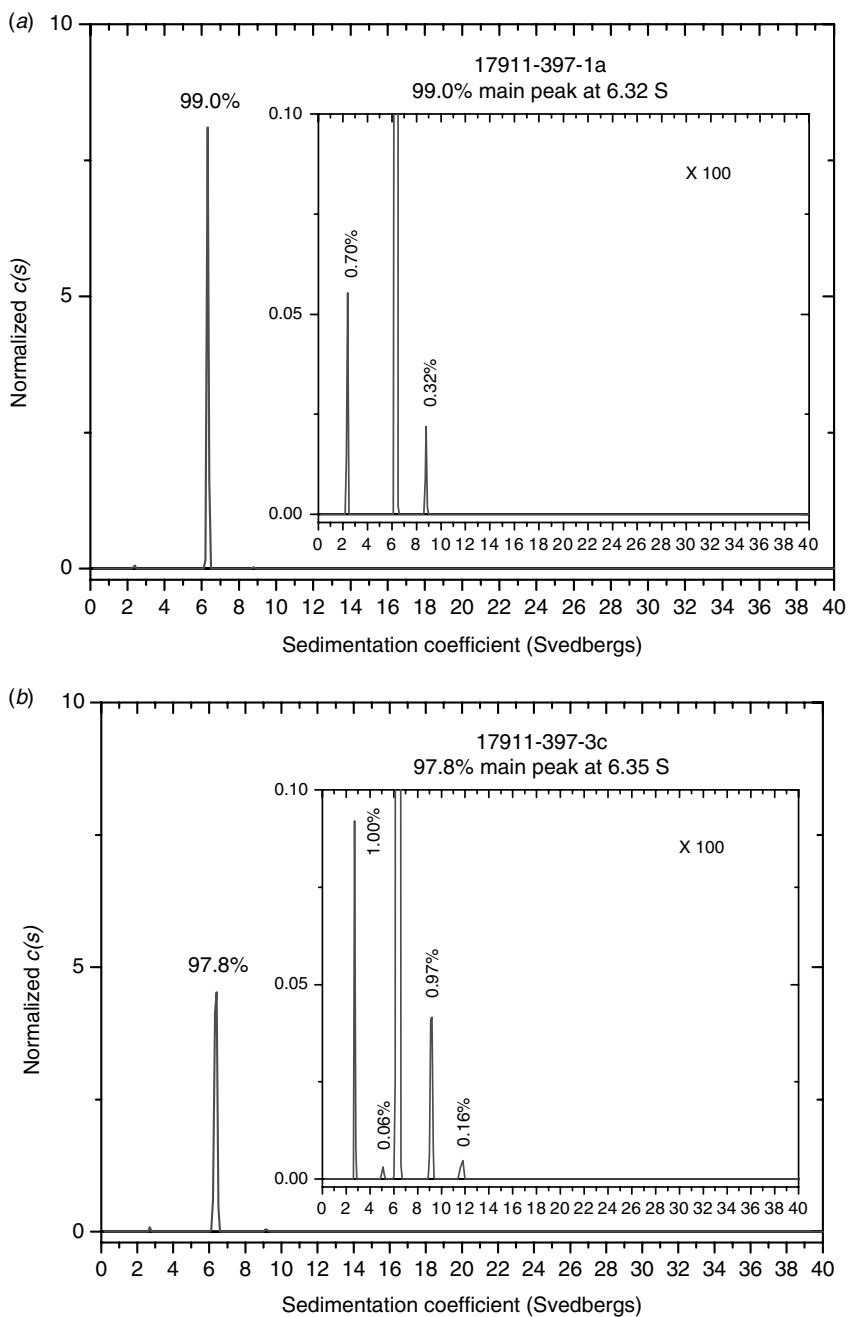 (a)
10
17911-397-1a
99.0% main peak at 6.32 S
99.0%
0.10
X 100
0.70%
0.05
0.32%
0.00
0 2 4 6 8 10 12 14 16 18 20 22 24 26 28 30 32 34 36 38 40
5
0
Normalized c(s)
0 2 4 6 8 10 12 14 16 18 20 22 24 26 28 30 32 34 36 38 40
Sedimentation coefficient (Svedbergs)
(b)
10
17911-397-3c
97.8% main peak at 6.35 S
97.8%
0.10
X 100
1.00%
0.05
0.97%
0.06%
0.16%
0.00
0 2 4 6 8 10 12 14 16 18 20 22 24 26 28 30 32 34 36 38 40
5
0
Normalized c(s)
0 2 4 6 8 10 12 14 16 18 20 22 24 26 28 30 32 34 36 38 40
Sedimentation coefficient (Svedbergs)